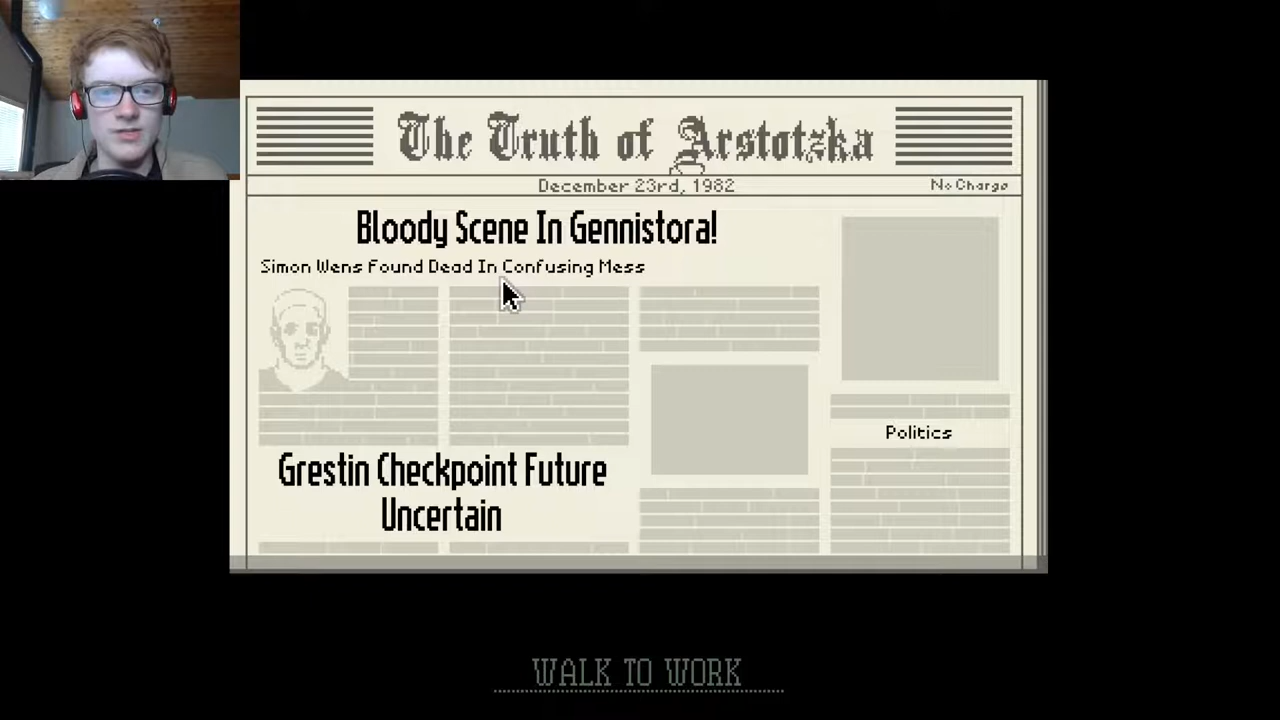 The Truth of Arstotzka
December 23rd, 1982
No Charge
Bloody Scene In Gennistora!
Simon Wens Found Dead In Confusing Mess
Politics
Grestin Checkpoint Future
Uncertain
WALK TO WORK